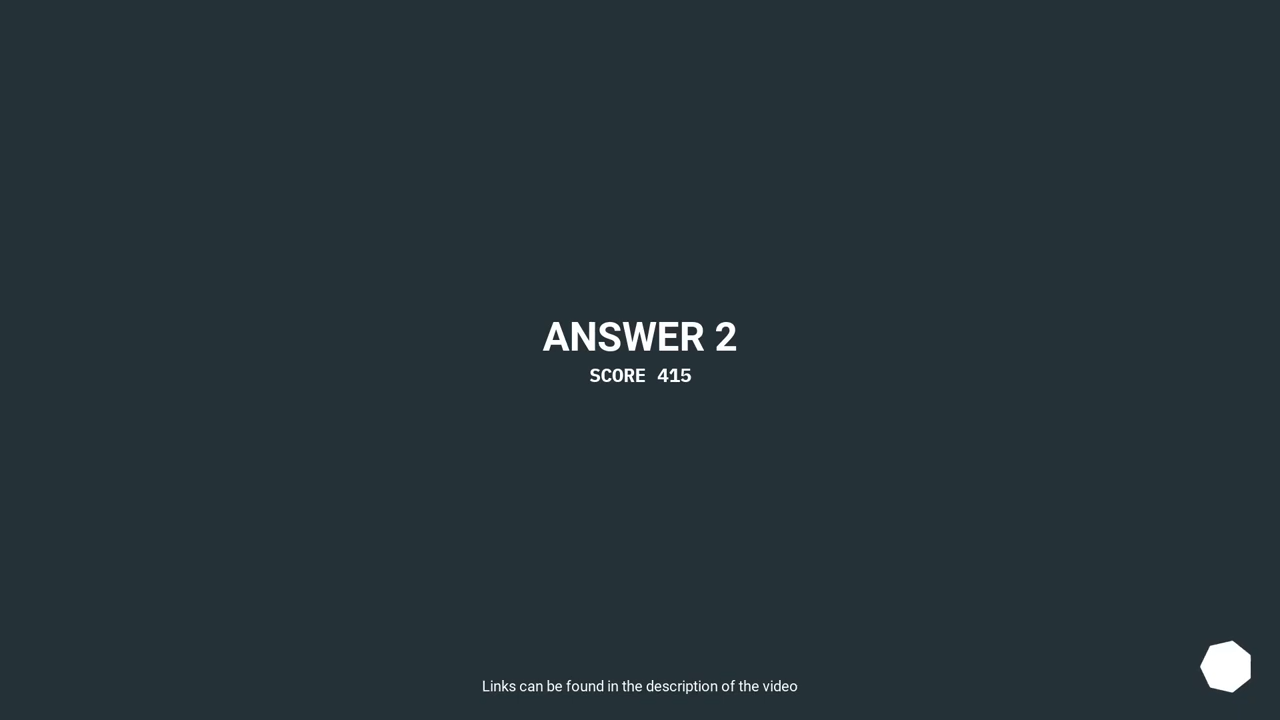 ANSWER 2
SCORE 415
Links can be found in the description of the video